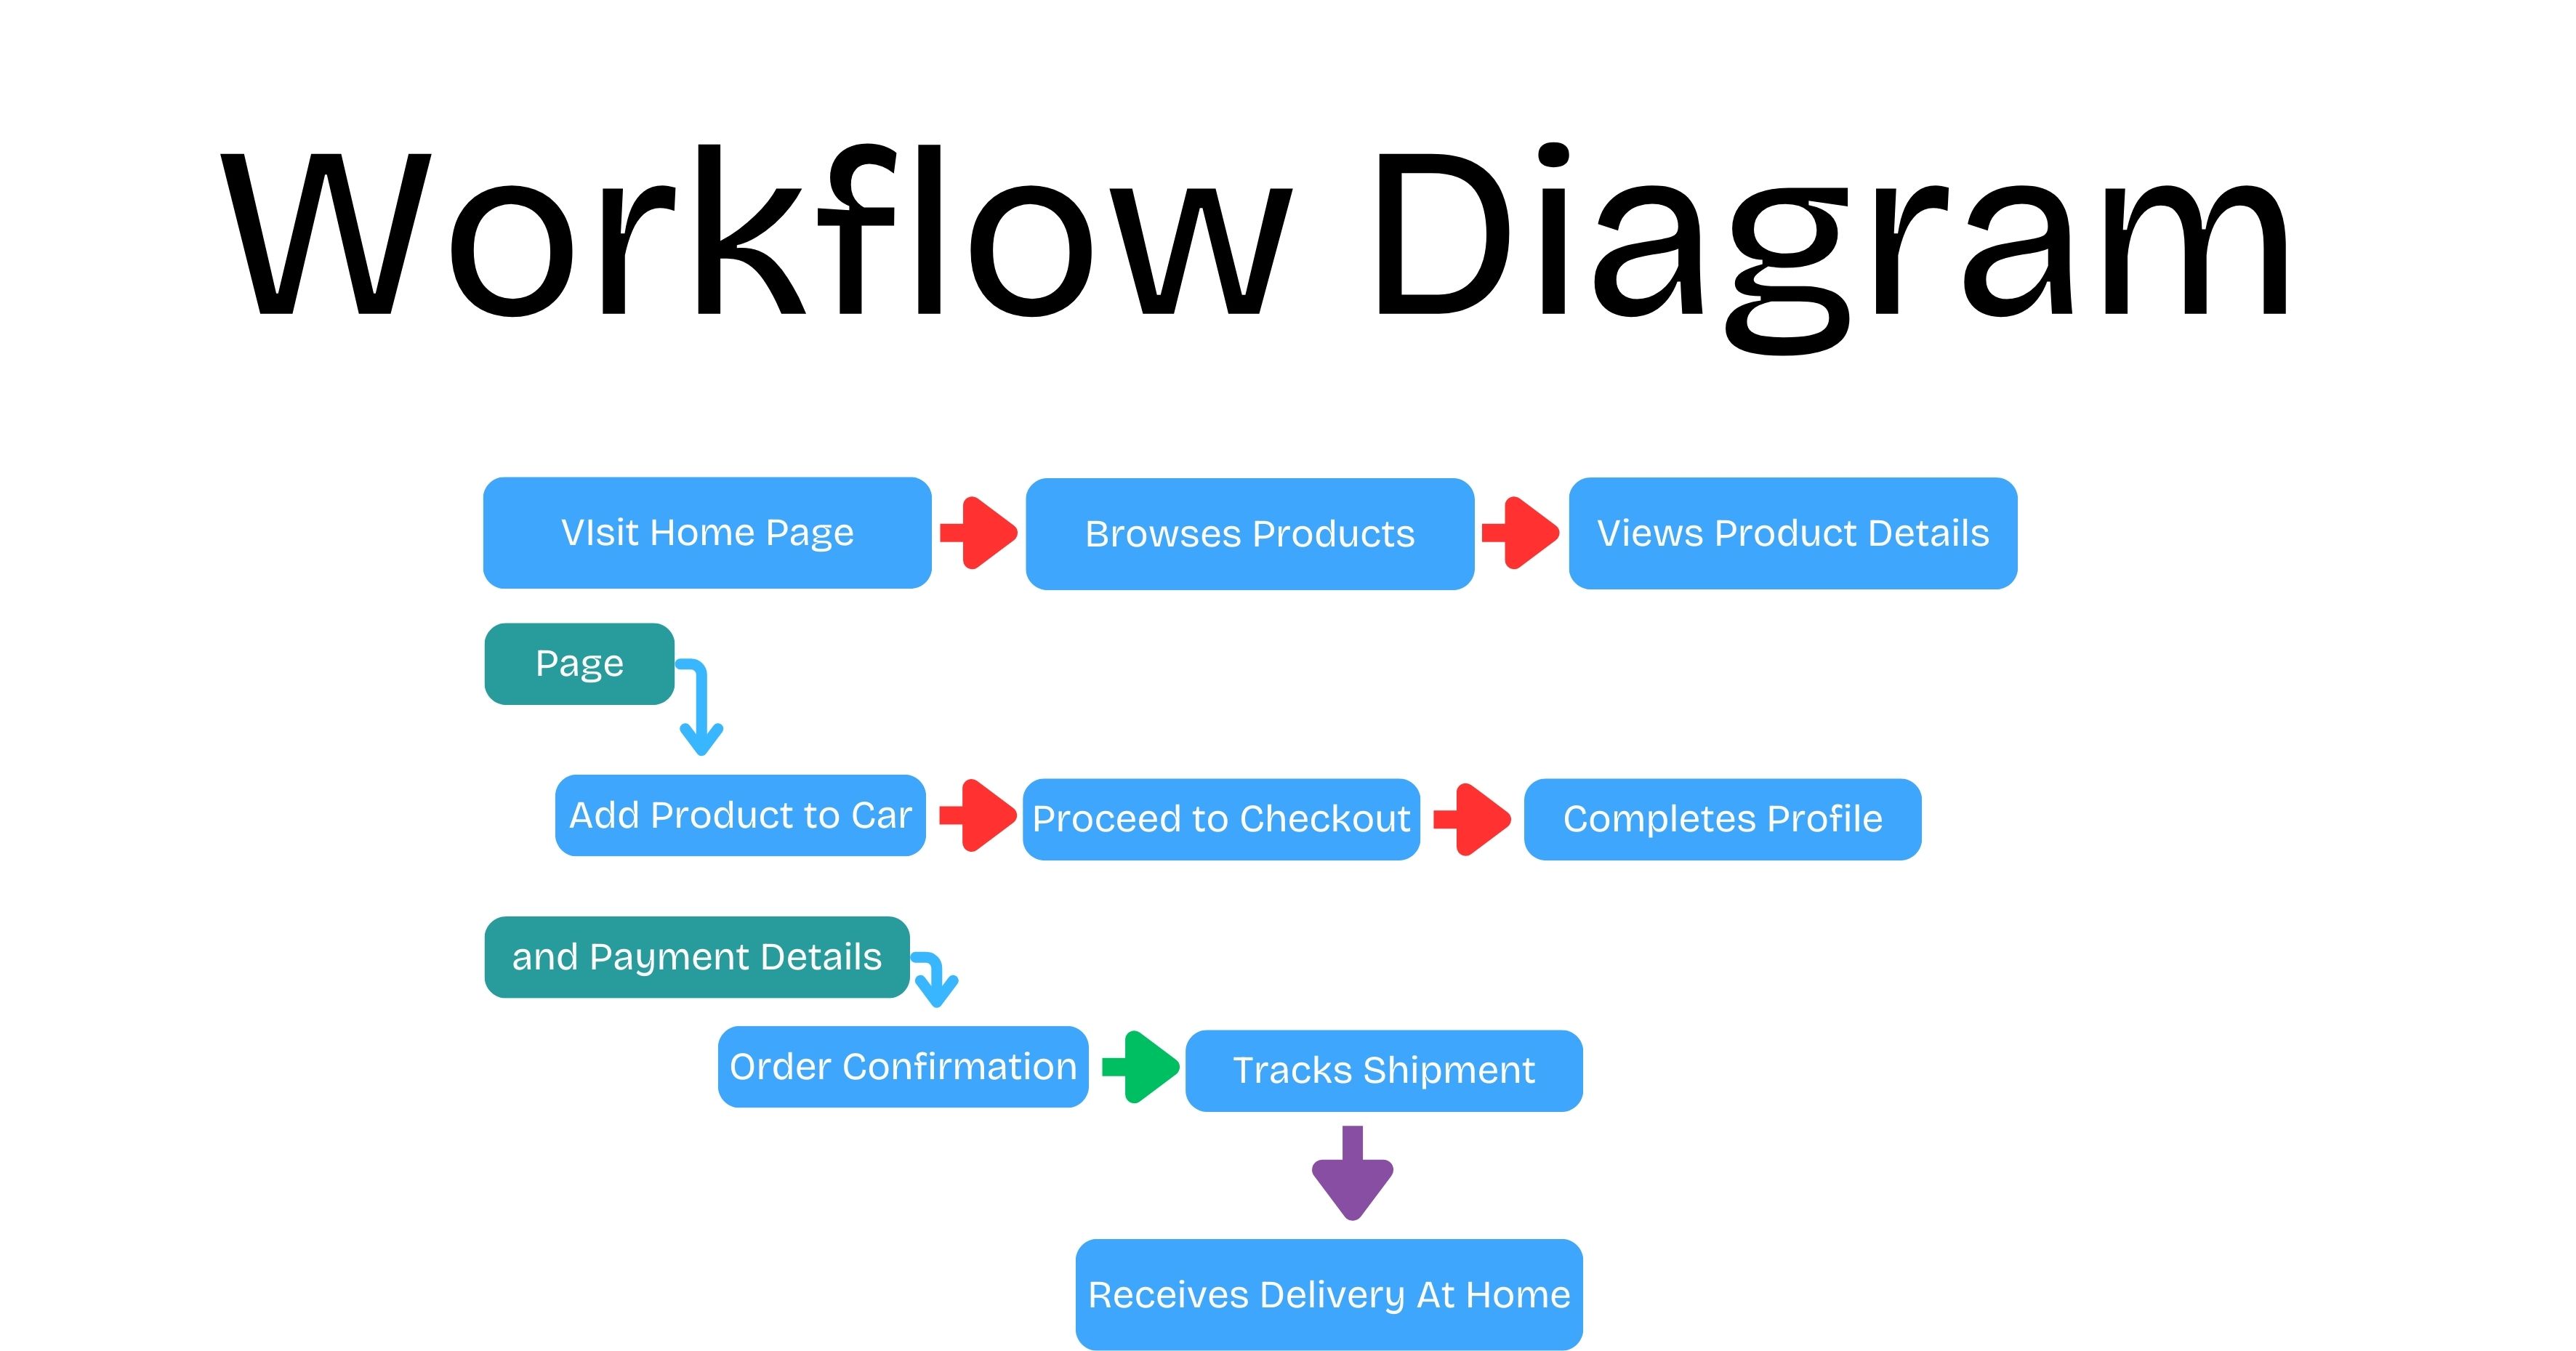 Workflow Diagram
VIsit Home Page
Browses Products
Views Product Details
Page
Add Product to Car
Proceed to Checkout
Completes Profile
and Payment Details
Order Confirmation
Tracks Shipment
Receives Delivery At Home